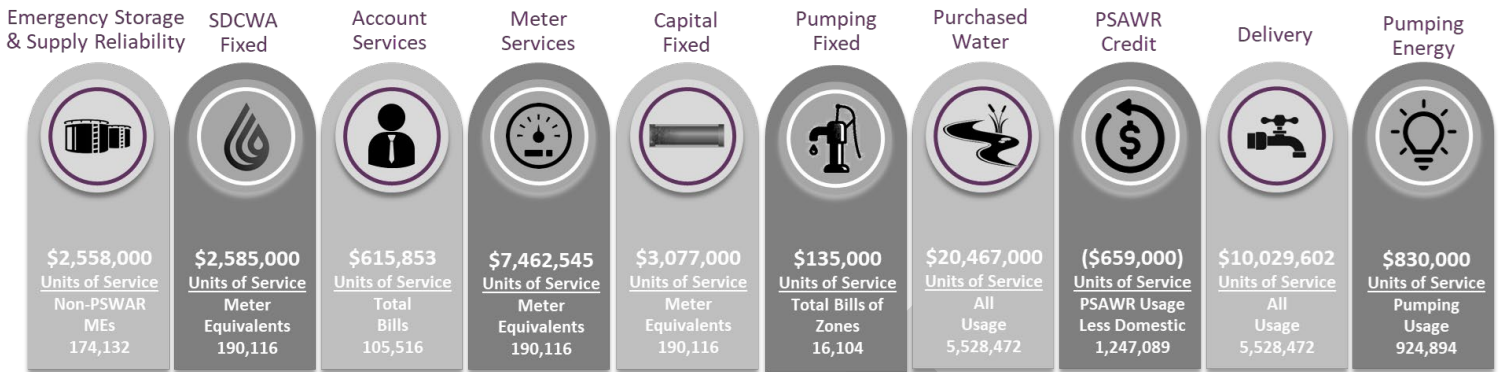 Emergency Storage
& Supply Reliability
SDCWA
Fixed
Account
Services
Meter
Services
Capital
Fixed
Pumping
Fixed
Purchased
Water
PSAWR
Credit
Delivery
Pumping
Energy
$2,558,000
Units of Service
Non-PSWAR
MEs
174,132
$2,585,000
Units of Service
Meter
Equivalents
190,116
$615,853
Units of Service
Total
Bills
105,516
$7,462,545
Units of Service
Meter
Equivalents
190,116
$3,077,000
Units of Service
Meter
Equivalents
190,116
$135,000
Units of Service
Total Bills of
Zones
16,104
$20,467,000
Units of Service
All
Usage
5,528,472
$
($659,000)
Units of Service
PSAWR Usage
Less Domestic
1,247,089
$10,029,602
Units of Service
All
Usage
5,528,472
$830,000
Units of Service
Pumping
Usage
924,894